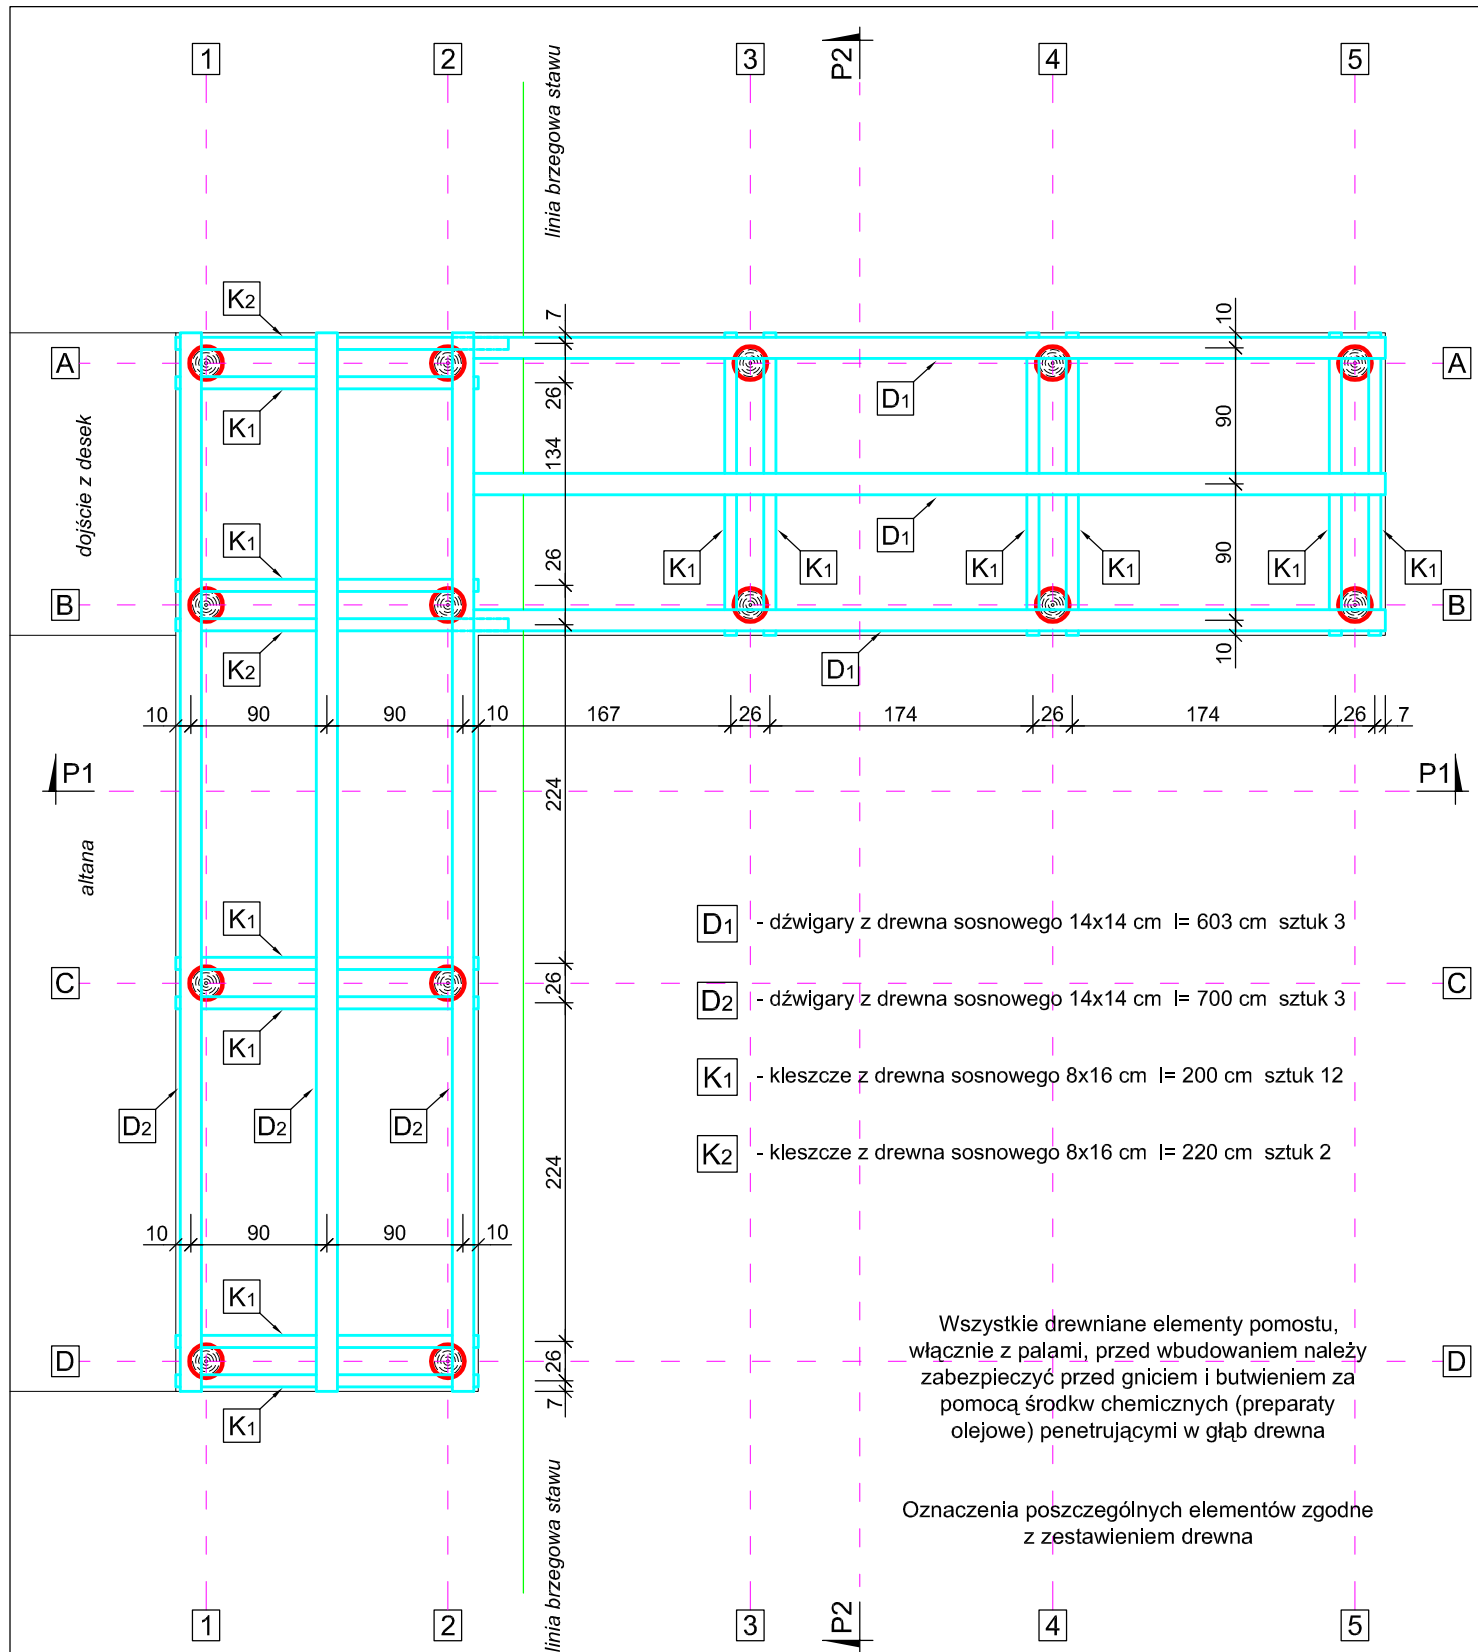 1 2 3 P2 4 5
linia brzegowa stawu
K2
7
10
A
A
D1
K1
26
90
dojście z desek
134
D1
K1
26
K1 K1 K1 K1 K1 K1
90
B
B
K2
D1
10
10 90 90 10 167 26 174 26 174 26 7
P1
P1
224
altana
K1
D1 - dźwigary z drewna sosnowego 14x14 cm l= 603 cm sztuk 3
C
26
C
D2 - dźwigary z drewna sosnowego 14x14 cm l= 700 cm sztuk 3
K1
K1 - kleszcze z drewna sosnowego 8x16 cm l= 200 cm sztuk 12
D2 D2 D2
K2 - kleszcze z drewna sosnowego 8x16 cm l= 220 cm sztuk 2
224
10 90 90 10
K1
Wszystkie drewniane elementy pomostu,
włącznie z palami, przed wbudowaniem należy
zabezpieczyć przed gniciem i butwieniem za
pomocą środkw chemicznych (preparaty
olejowe) penetrującymi w głąb drewna
D
26
D
7
K1
Oznaczenia poszczególnych elementów zgodne
z zestawieniem drewna
linia brzegowa stawu
1 2 3 P2 4 5